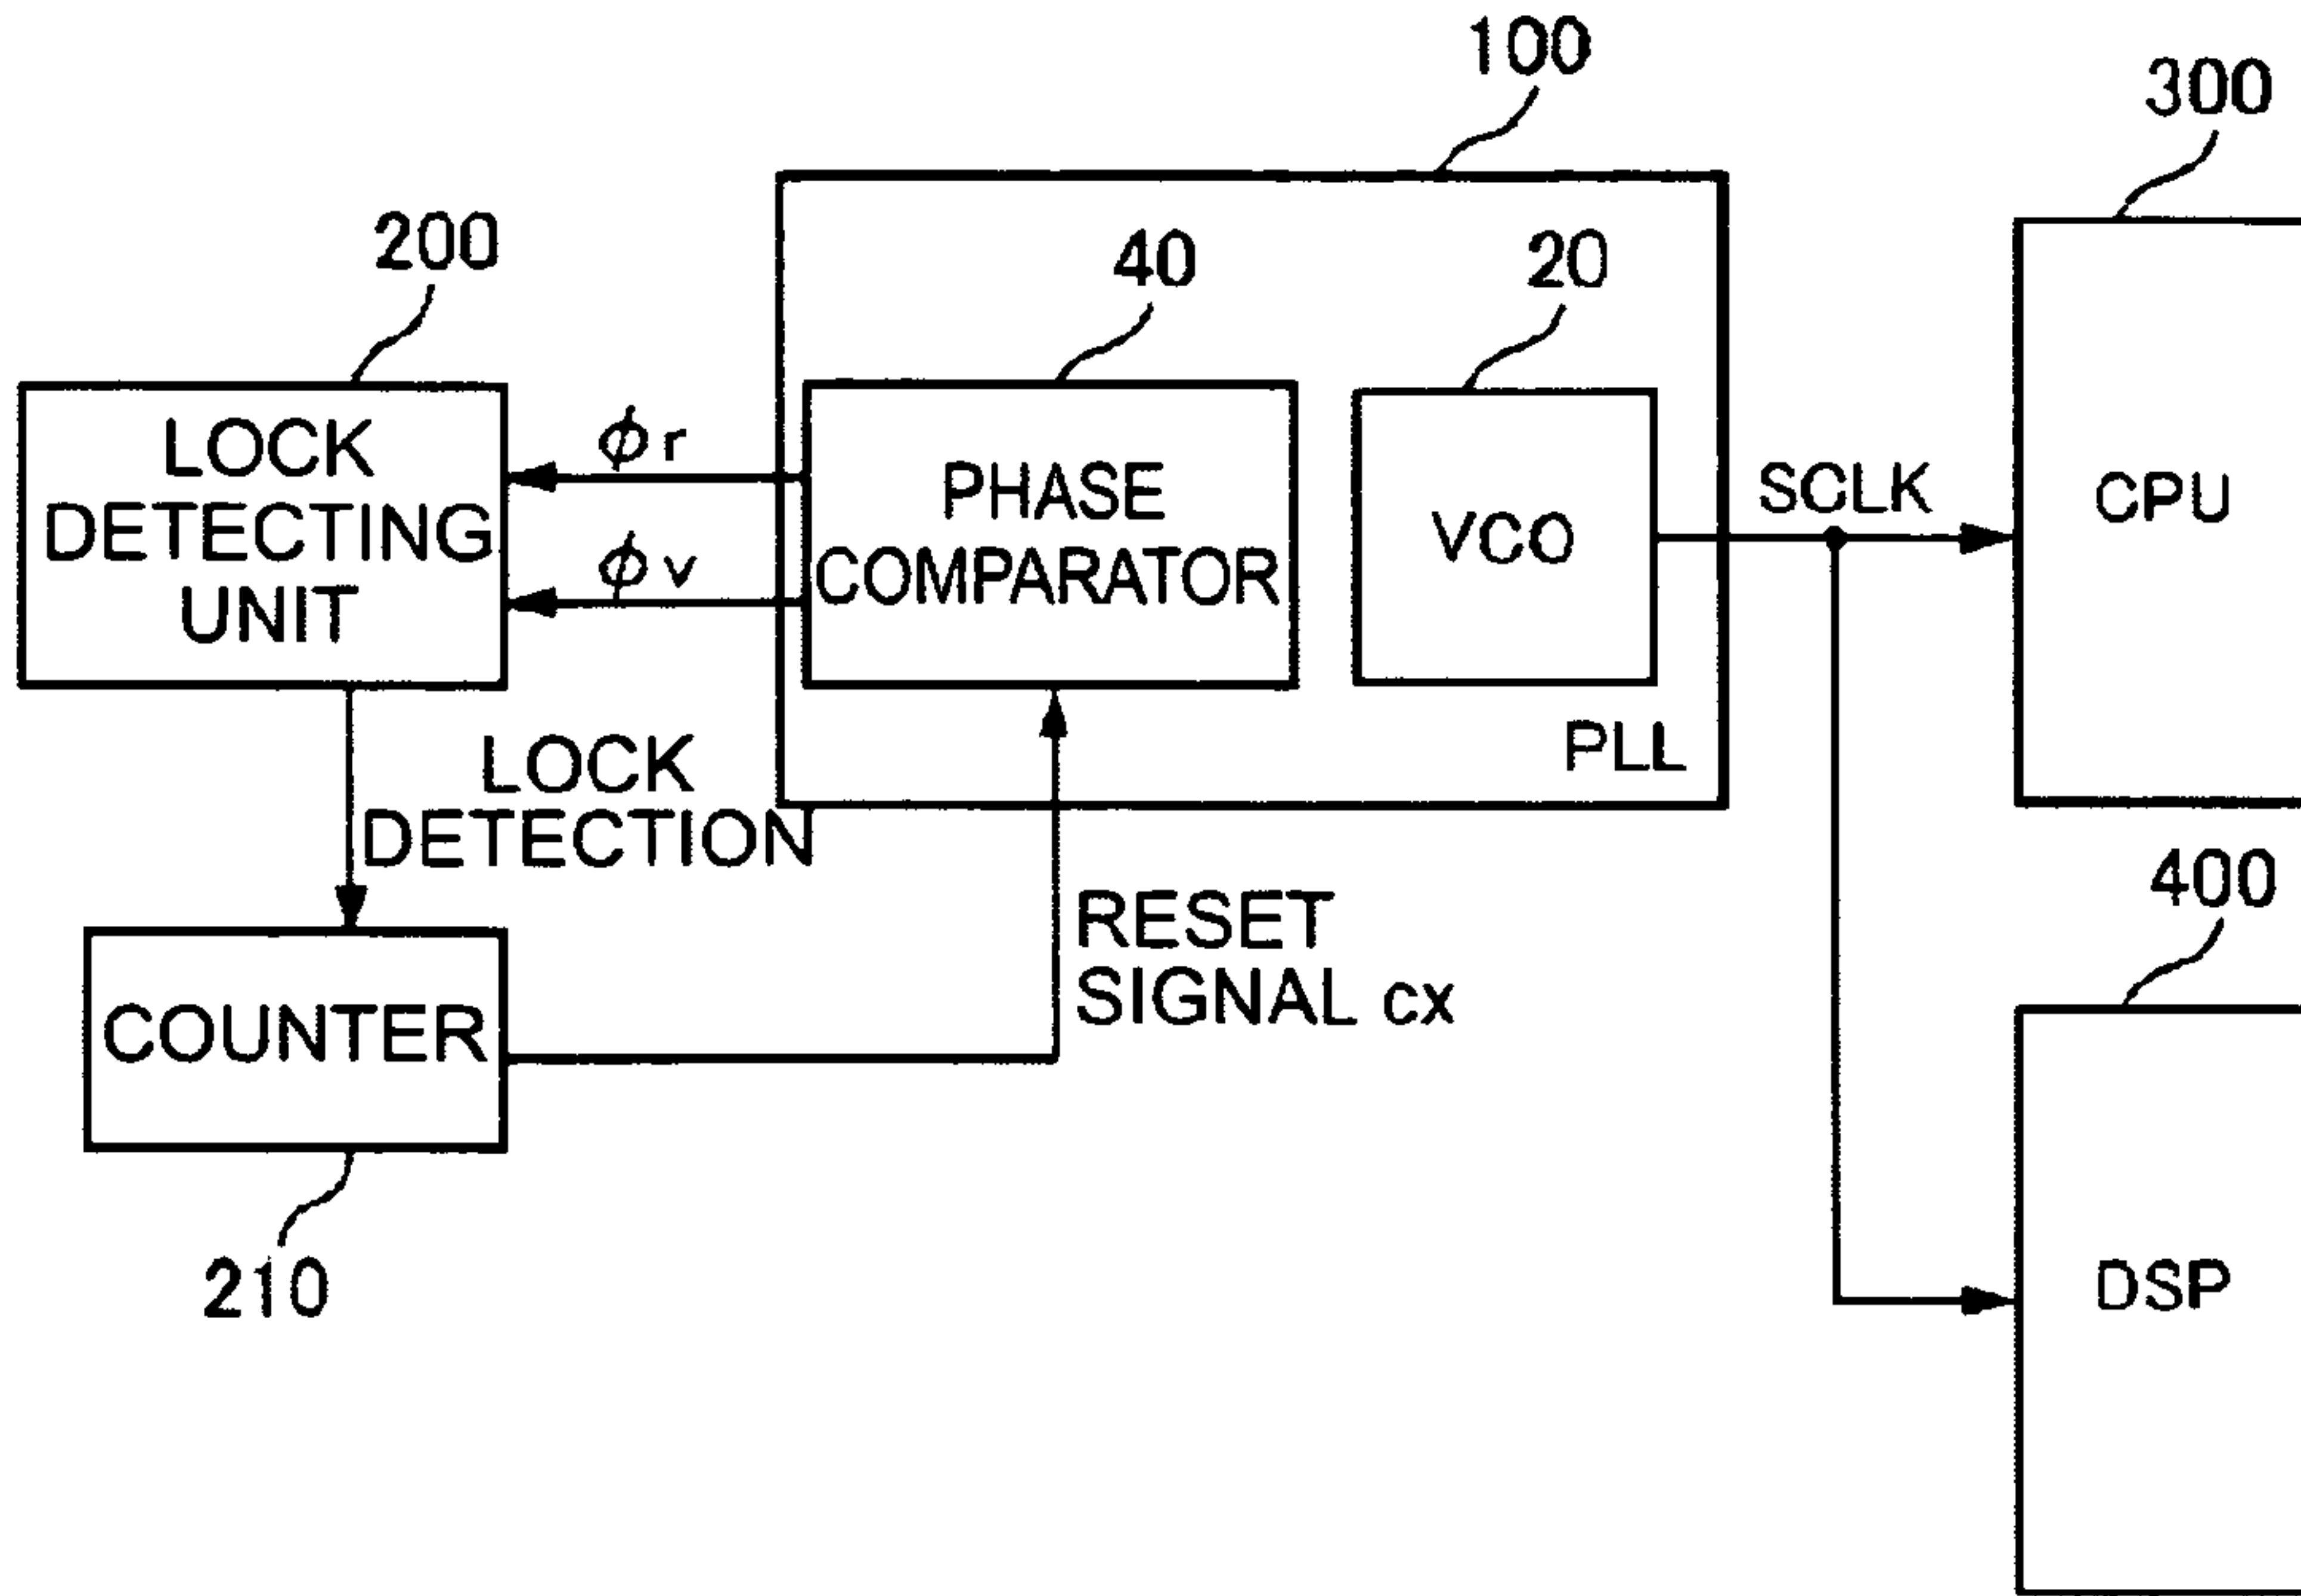 100
300
200
40
20
LOCK
DETECTING
UNIT
ϕr
ϕv
PHASE
COMPARATOR
VCO
SCLK
CPU
PLL
LOCK
DETECTION
RESET
SIGNAL cx
400
COUNTER
210
DSP